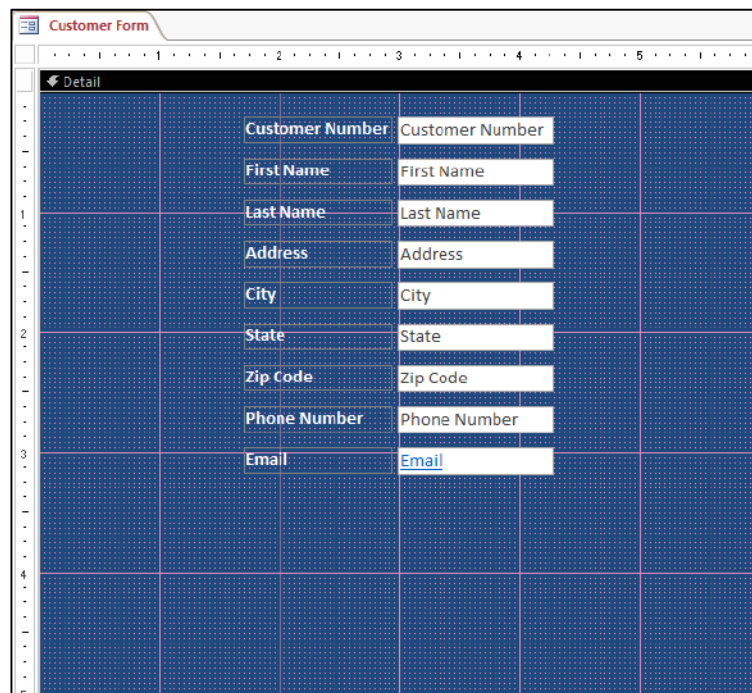 Customer Form
1 2 3 4 5
Detail
Customer Number Customer Number
First Name First Name
1
Last Name Last Name
Address Address
City City
2
State State
Zip Code Zip Code
Phone Number Phone Number
3
Email Email
4